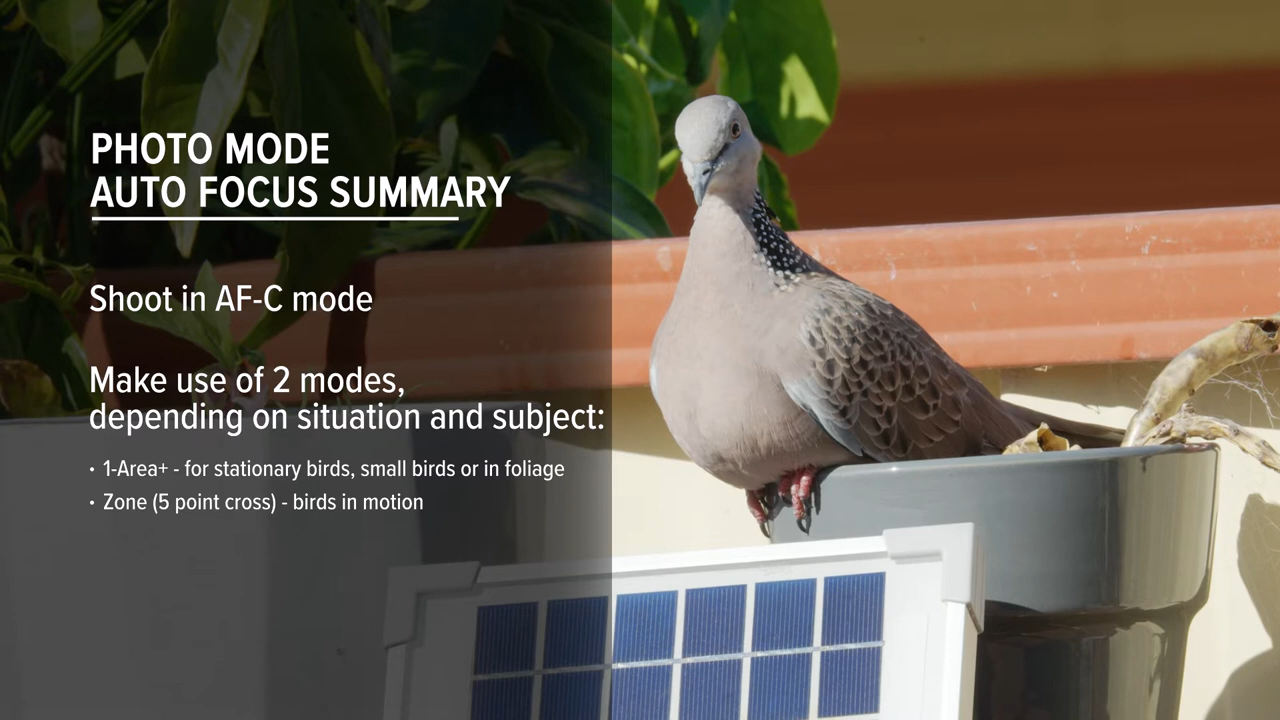 PHOTO MODE
AUTO FOCUS SUMMARY
Shoot in AF-C mode
Make use of 2 modes,
depending on situation and subject:
• 1-Area+ - for stationary birds, small birds or in foliage
• Zone (5 point cross) - birds in motion